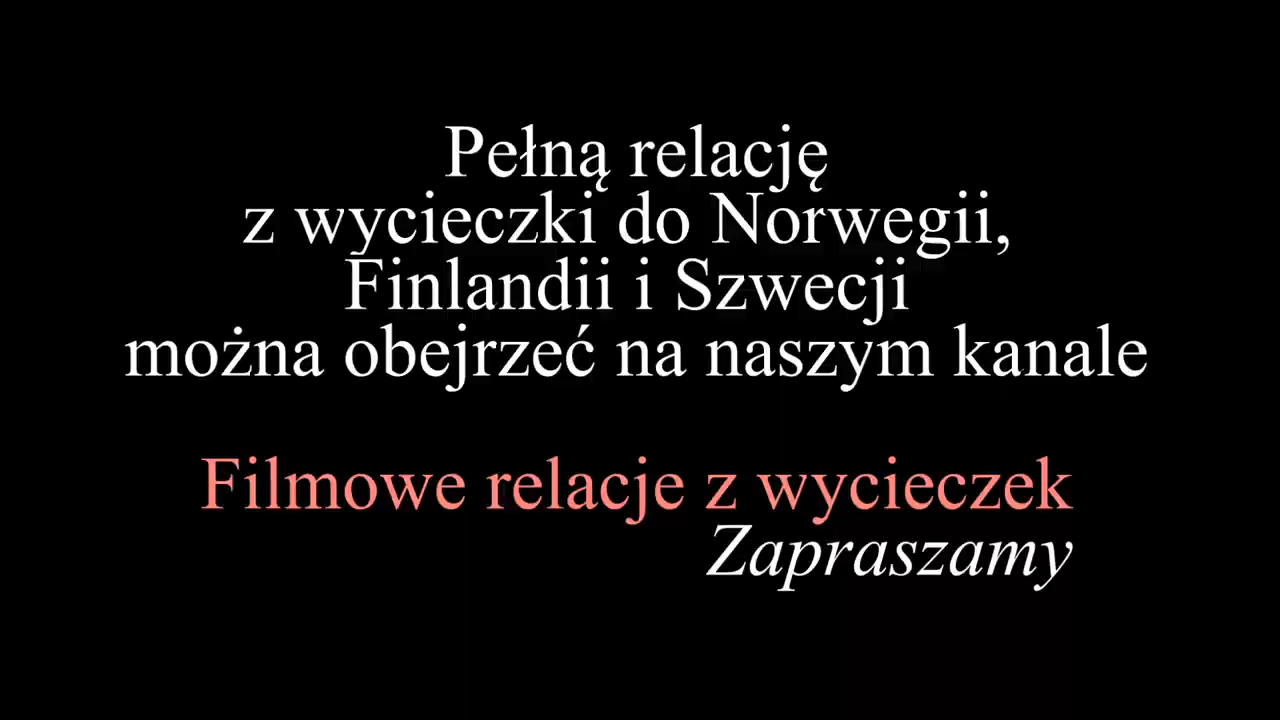 Pełną relację
z wycieczki do Norwegii,
Finlandii i Szwecji
można obejrzeć na naszym kanale
Filmowe relacje z wycieczek
Zapraszamy